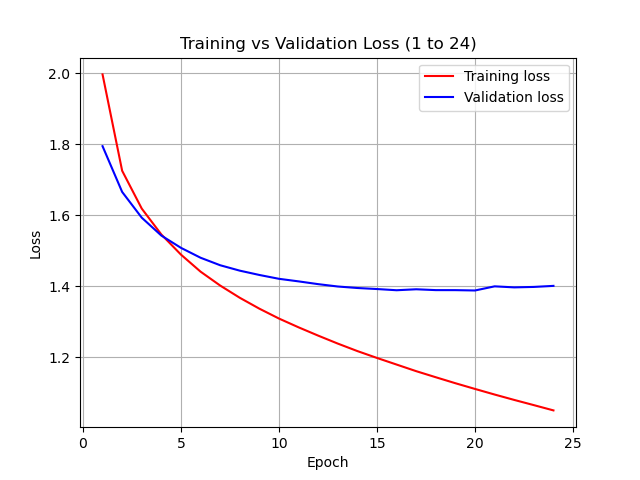 Training vs Validation Loss (1 to 24)
Training loss
Validation loss
Loss
2.0
1.8
1.6
1.4
1.2
0 5 10 15 20 25
Epoch